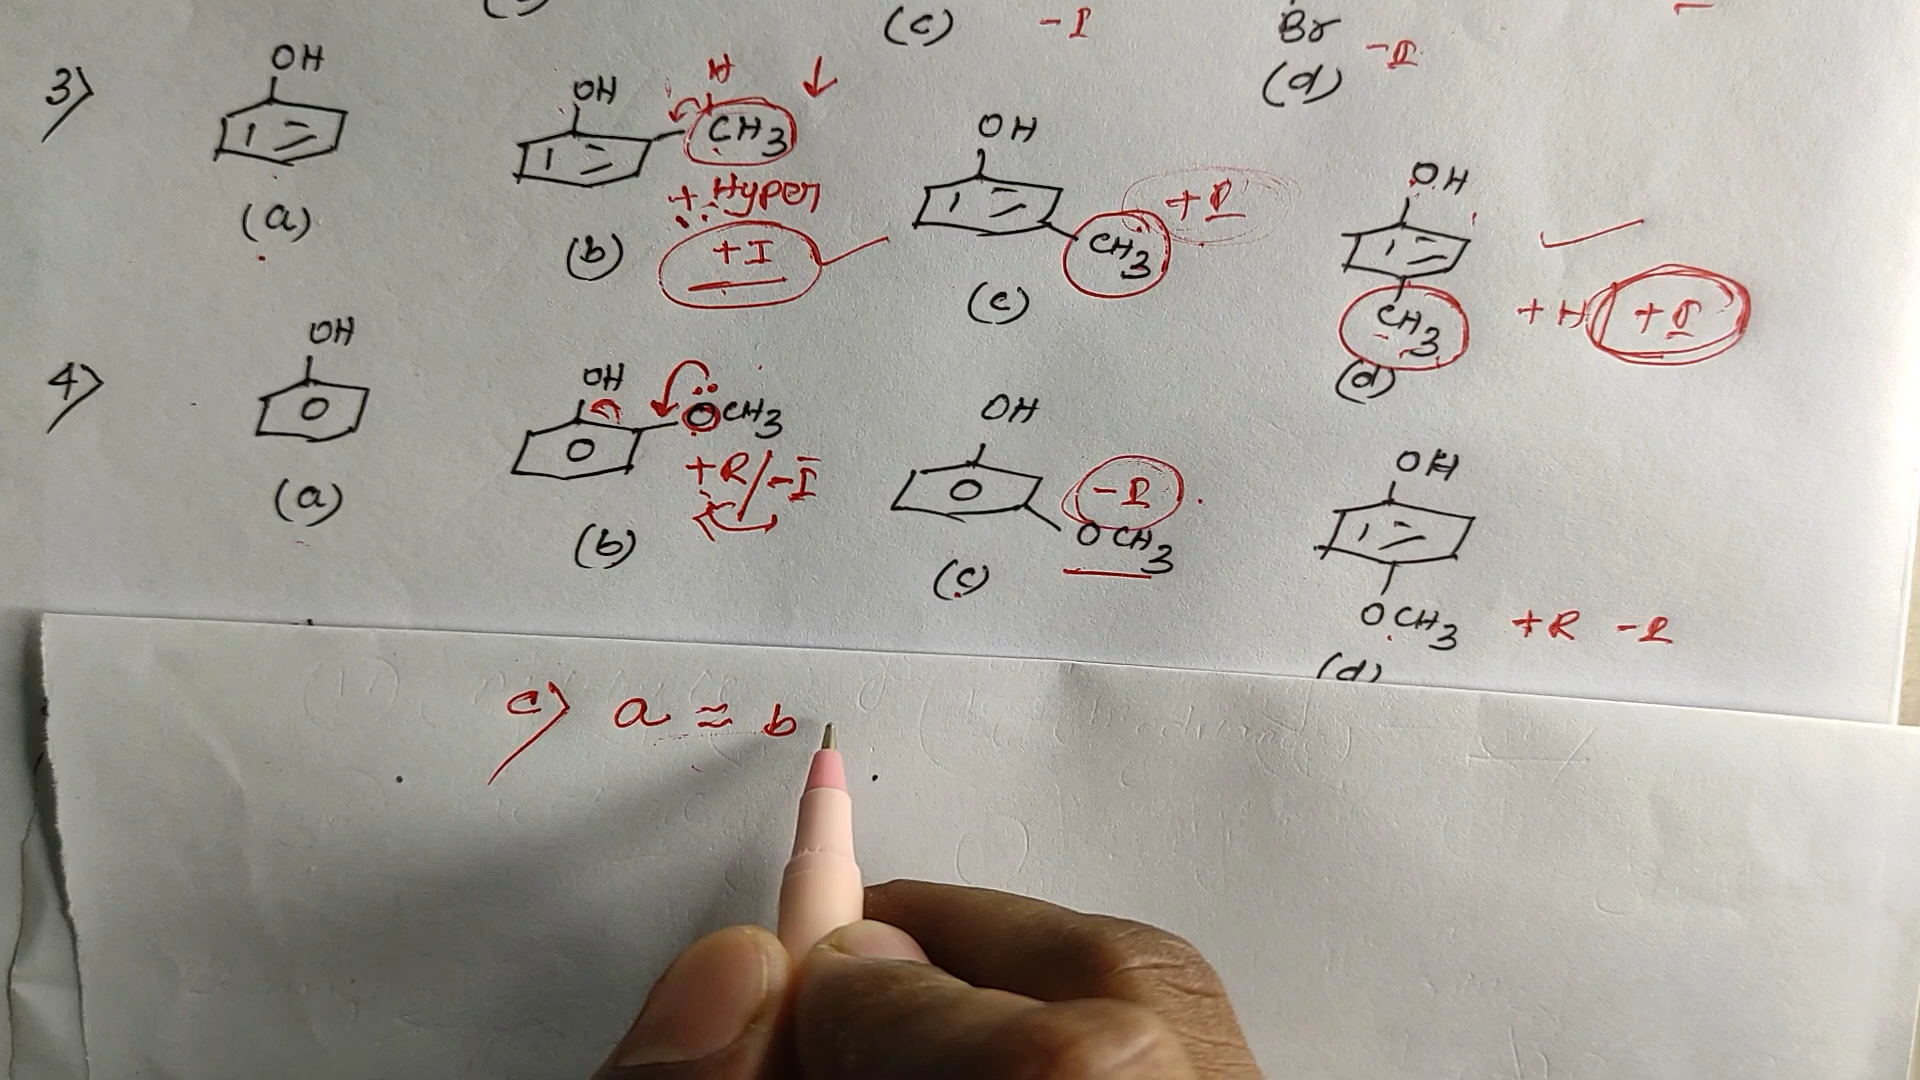 (c) -I Br -I
(d)
3) OH OH H CH3 OH OH
(a) + Hyper +I (b) CH3 +I (c) CH3 + H +I (d)
4) OH OH OCH3 OH OH
(a) +R/-I (b) -I OCH3 (c) OCH3 +R -I
(d)
c) a ≈ b